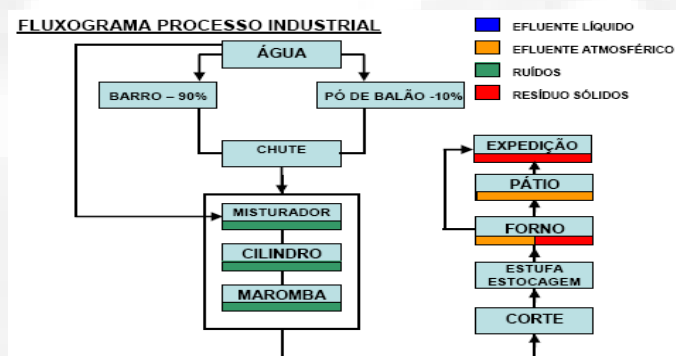 FLUXOGRAMA PROCESSO INDUSTRIAL
EFLUENTE LÍQUIDO
EFLUENTE ATMOSFÉRICO
RUÍDOS
RESÍDUO SÓLIDOS
ÁGUA
BARRO – 90%
PÓ DE BALÃO -10%
CHUTE
MISTURADOR
CILINDRO
MAROMBA
EXPEDIÇÃO
PÁTIO
FORNO
ESTUFA
ESTOCAGEM
CORTE